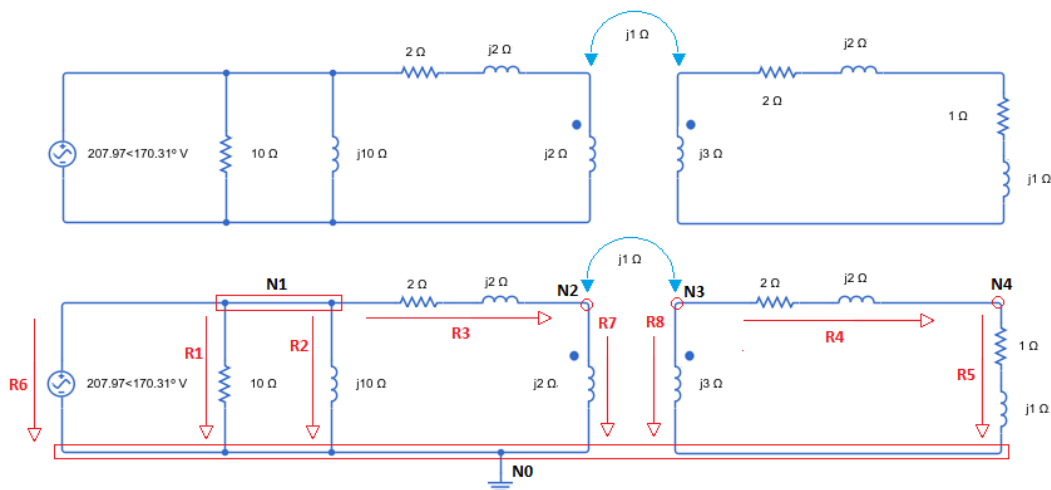 j1 Ω
2 Ω
j2 Ω
j2 Ω
2 Ω
1 Ω
207.97<170.31º V
10 Ω
j10 Ω
j2 Ω
j3 Ω
j1 Ω
j1 Ω
N1
2 Ω
j2 Ω
N2
N3
2 Ω
j2 Ω
N4
R3
R7
R8
R4
R1
R2
R6
207.97<170.31º V
10 Ω
j10 Ω
j2 Ω.
j3 Ω
R5
1 Ω
j1 Ω
N0